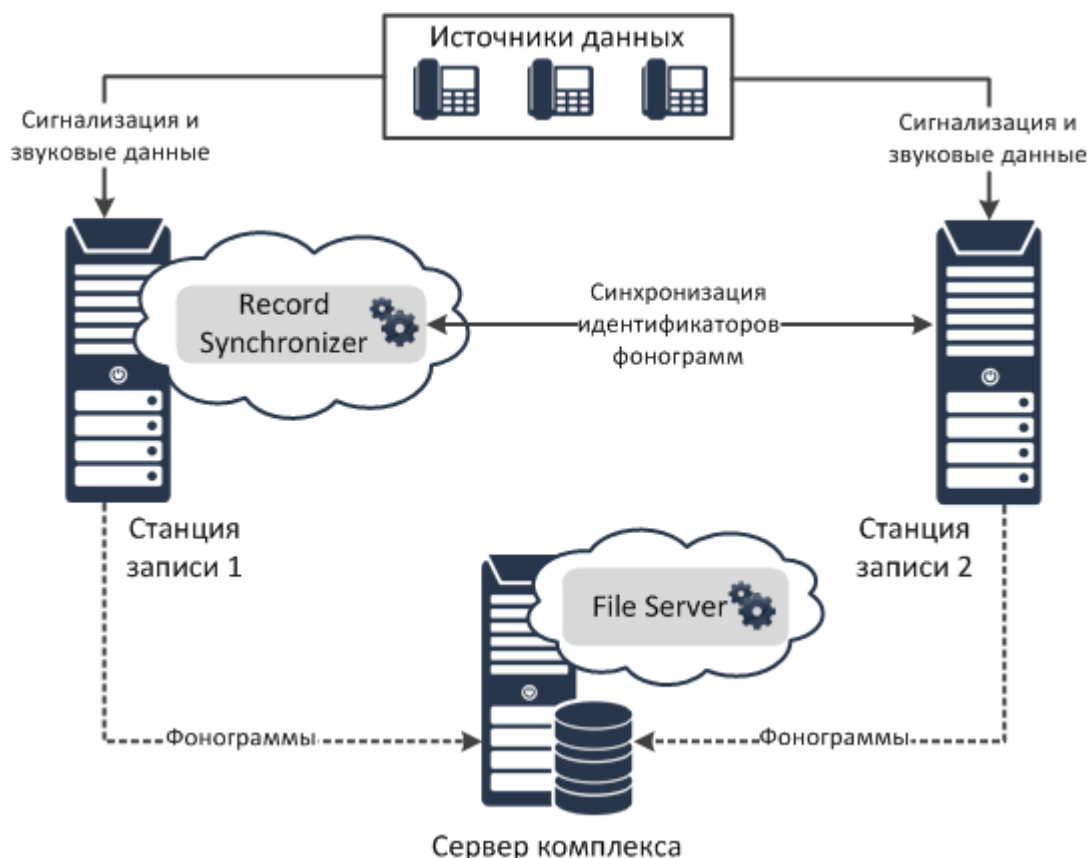 Источники данных
Сигнализация и
звуковые данные
Сигнализация и
звуковые данные
Record
Synchronizer
Синхронизация
идентификаторов
фонограмм
Станция
записи 1
Станция
записи 2
File Server
Фонограммы
Фонограммы
Сервер комплекса